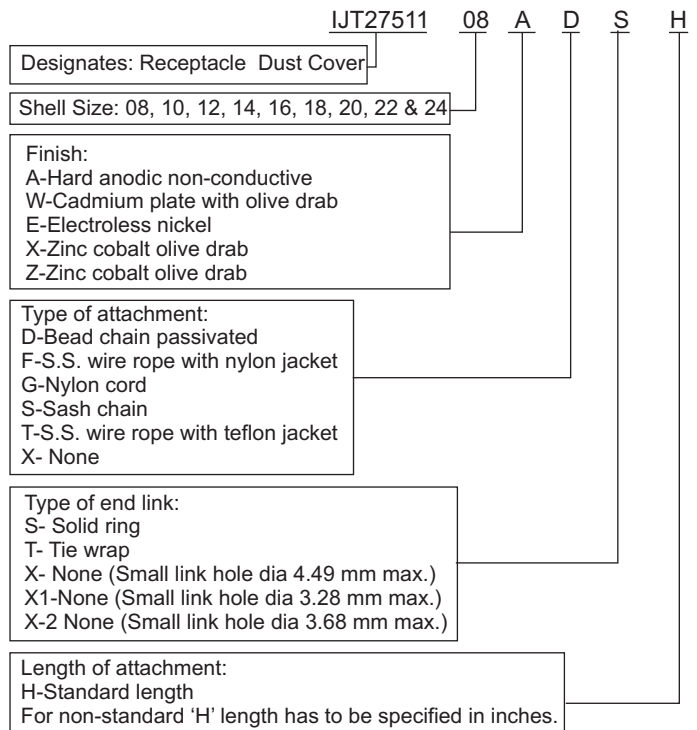 IJT27511 08 A D S H
Designates: Receptacle Dust Cover
Shell Size: 08, 10, 12, 14, 16, 18, 20, 22 & 24
Finish:
A-Hard anodic non-conductive
W-Cadmium plate with olive drab
E-Electroless nickel
X-Zinc cobalt olive drab
Z-Zinc cobalt olive drab
Type of attachment:
D-Bead chain passivated
F-S.S. wire rope with nylon jacket
G-Nylon cord
S-Sash chain
T-S.S. wire rope with teflon jacket
X- None
Type of end link:
S- Solid ring
T- Tie wrap
X- None (Small link hole dia 4.49 mm max.)
X1-None (Small link hole dia 3.28 mm max.)
X-2 None (Small link hole dia 3.68 mm max.)
Length of attachment:
H-Standard length
For non-standard ‘H’ length has to be specified in inches.